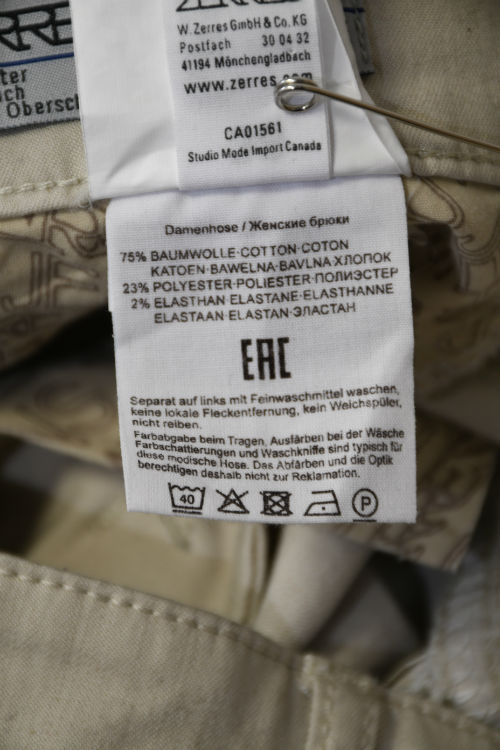 ZERRES
W. Zerres GmbH & Co. KG
Postfach 30 04 32
41194 Mönchengladbach
www.zerres.com
CA01561
Studio Mode Import Canada
Damenhose / Женские брюки
75% BAUMWOLLE·COTTON·COTON
KATOEN·BAWELNA·BAVLNA·ХЛОПОК
23% POLYESTER·POLIESTER·ПОЛИЭСТЕР
2% ELASTHAN·ELASTANE·ELASTHANNE
ELASTAAN·ELASTAN·ЭЛАСТАН
EAC
Separat auf links mit Feinwaschmittel waschen,
keine lokale Fleckentfernung, kein Weichspüler,
nicht reiben.
Farbabgabe beim Tragen, Ausfärben bei der Wäsche
Farbschattierungen und Waschkniffe sind typisch für
diese modische Hose. Das Abfärben und die Optik
berechtigen deshalb nicht zur Reklamation.
40 P